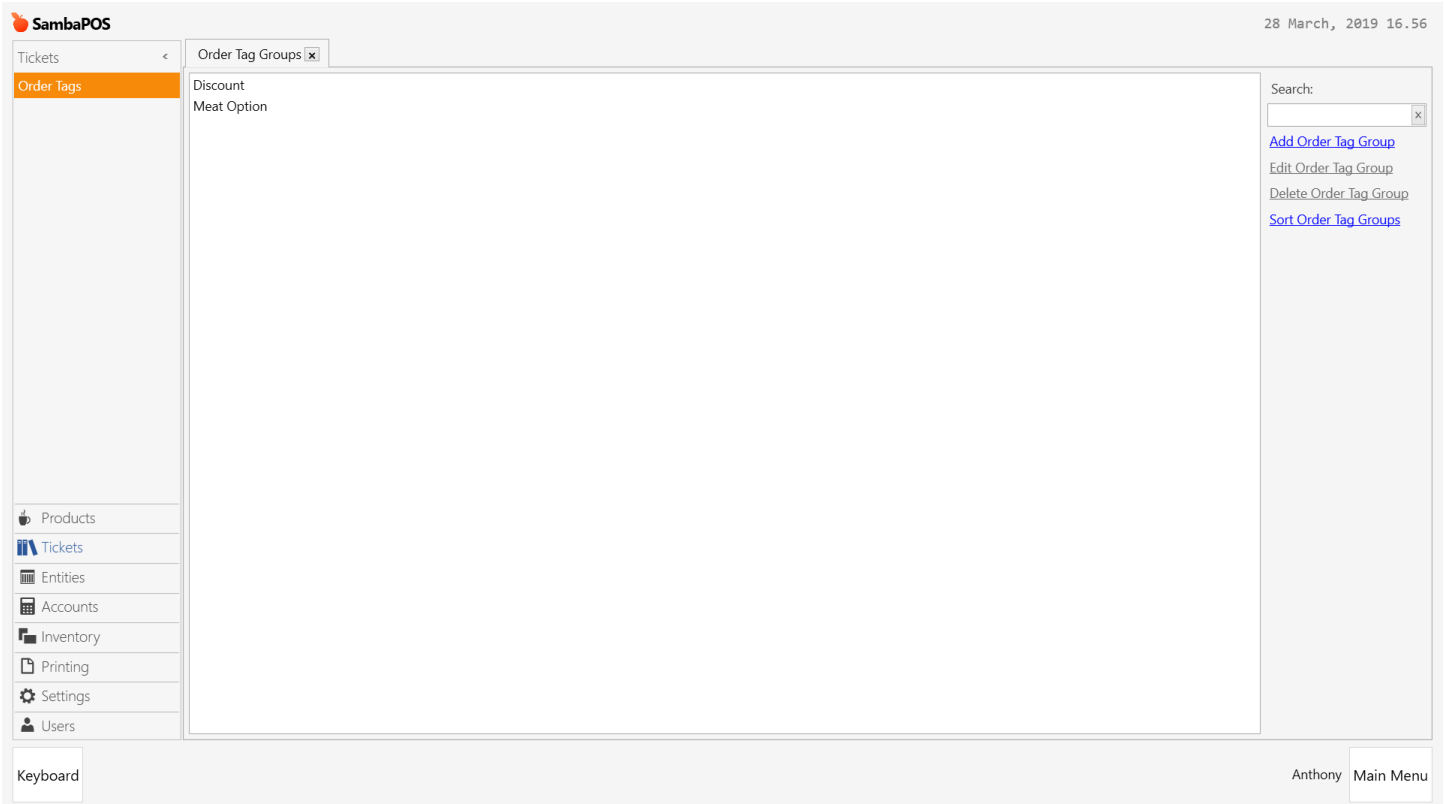 SambaPOS
28 March, 2019 16.56
Tickets <
Order Tags
Order Tag Groups x
Discount
Meat Option
Search:
x
Add Order Tag Group
Edit Order Tag Group
Delete Order Tag Group
Sort Order Tag Groups
Products
Tickets
Entities
Accounts
Inventory
Printing
Settings
Users
Keyboard
Anthony
Main Menu